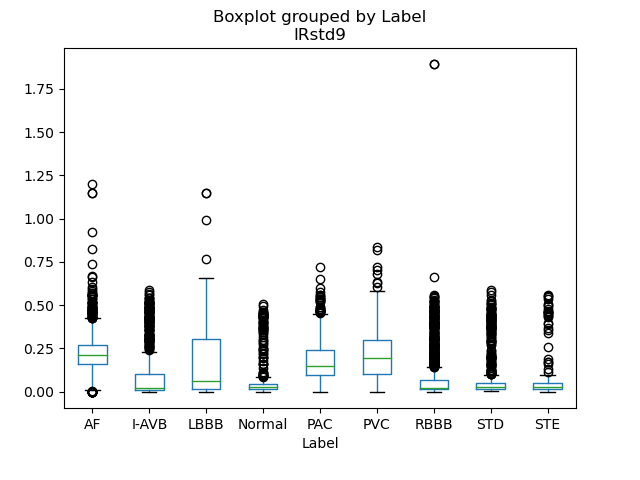 Boxplot grouped by Label
IRstd9
1.75
1.50
1.25
1.00
0.75
0.50
0.25
0.00
AF I-AVB LBBB Normal PAC PVC RBBB STD STE
Label